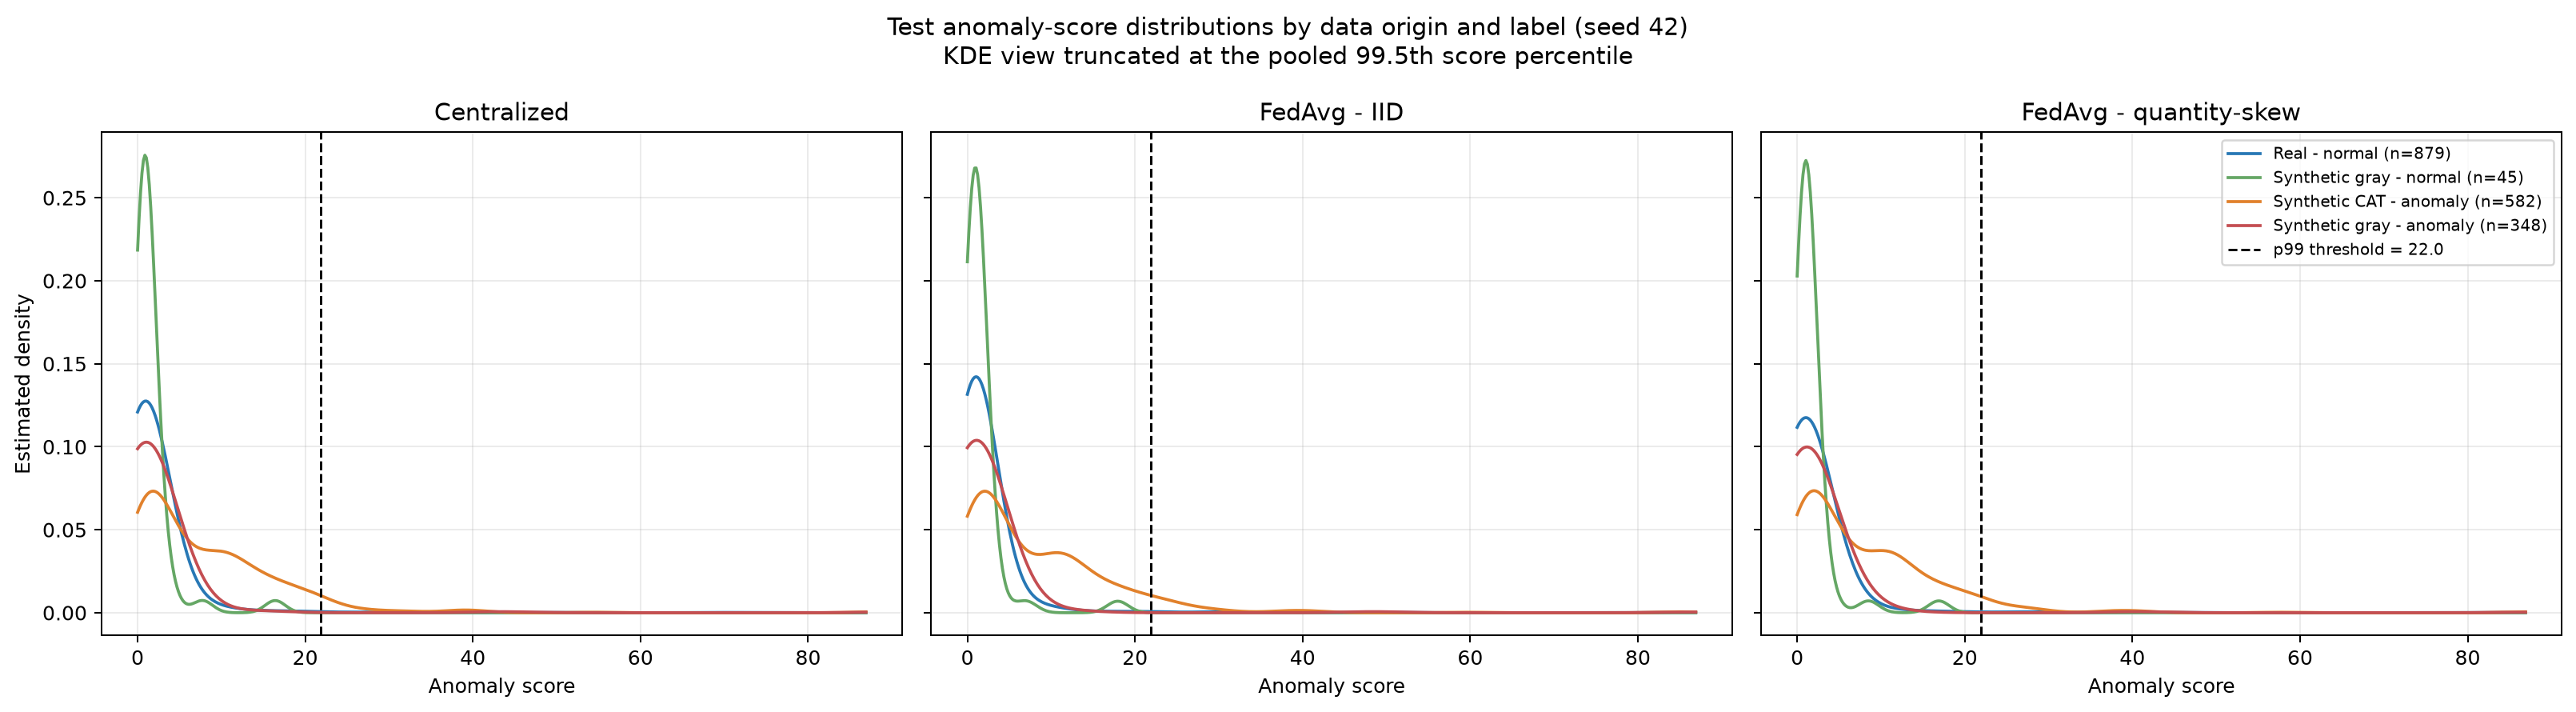 Test anomaly-score distributions by data origin and label (seed 42)
KDE view truncated at the pooled 99.5th score percentile
Centralized
FedAvg - IID
FedAvg - quantity-skew
Real - normal (n=879)
Synthetic gray - normal (n=45)
Synthetic CAT - anomaly (n=582)
Synthetic gray - anomaly (n=348)
p99 threshold = 22.0
Estimated density
0.25
0.20
0.15
0.10
0.05
0.00
0 20 40 60 80
0 20 40 60 80
0 20 40 60 80
Anomaly score
Anomaly score
Anomaly score